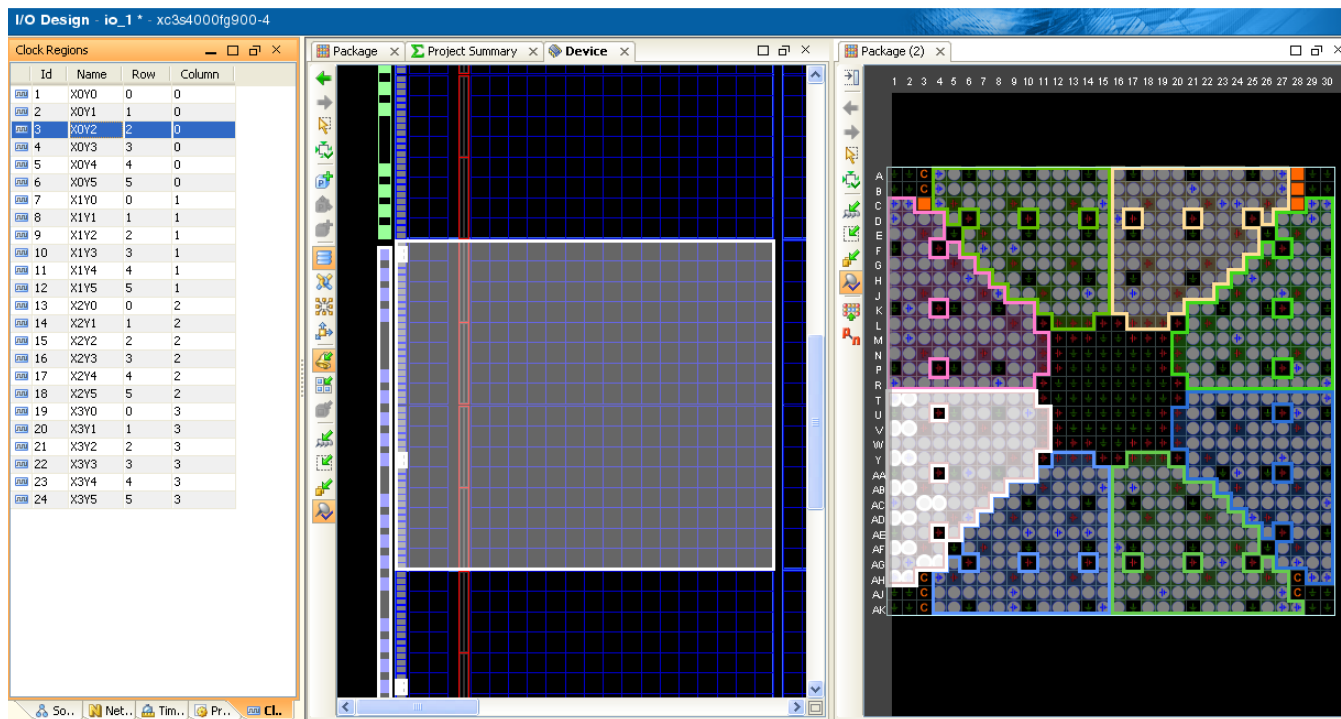 I/O Design - io_1 * - xc3s4000fg900-4
Clock Regions
Id Name Row Column
1 X0Y0 0 0
2 X0Y1 1 0
3 X0Y2 2 0
4 X0Y3 3 0
5 X0Y4 4 0
6 X0Y5 5 0
7 X1Y0 0 1
8 X1Y1 1 1
9 X1Y2 2 1
10 X1Y3 3 1
11 X1Y4 4 1
12 X1Y5 5 1
13 X2Y0 0 2
14 X2Y1 1 2
15 X2Y2 2 2
16 X2Y3 3 2
17 X2Y4 4 2
18 X2Y5 5 2
19 X3Y0 0 3
20 X3Y1 1 3
21 X3Y2 2 3
22 X3Y3 3 3
23 X3Y4 4 3
24 X3Y5 5 3
So.. Net.. Tim.. Pr.. Cl..
Package Project Summary Device
Package (2)
1 2 3 4 5 6 7 8 9 10 11 12 13 14 15 16 17 18 19 20 21 22 23 24 25 26 27 28 29 30
A C
B C
C
D
E
F
G
H
J
K
L
M
N
P
R
T
U
V
W
Y
AA
AB
AC
AD
AE
AF
AG
AH C C
AJ C C
AK C